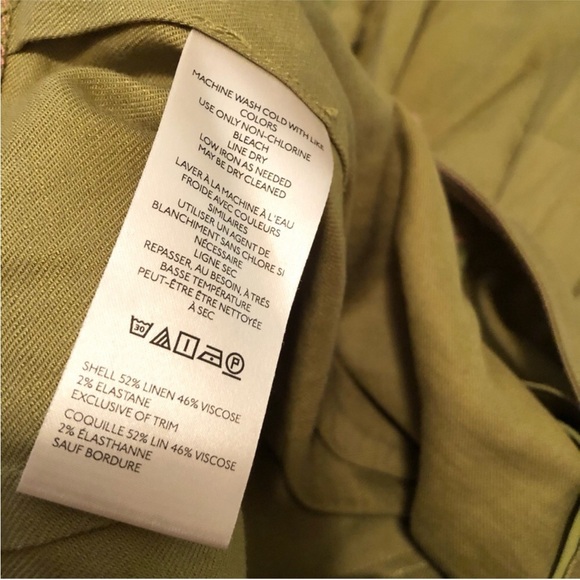 MACHINE WASH COLD WITH LIKE
COLORS
USE ONLY NON-CHLORINE
BLEACH
LINE DRY
LOW IRON AS NEEDED
MAY BE DRY CLEANED
LAVER À LA MACHINE À L'EAU
FROIDE AVEC COULEURS
SIMILAIRES
UTILISER UN AGENT DE
BLANCHIMENT SANS CHLORE SI
NÉCESSAIRE
LIGNE SEC
REPASSER, AU BESOIN, À TRÈS
BASSE TEMPÉRATURE
PEUT-ÊTRE ÊTRE NETTOYÉE
À SEC
30 P
SHELL 52% LINEN 46% VISCOSE
2% ELASTANE
EXCLUSIVE OF TRIM
COQUILLE 52% LIN 46% VISCOSE
2% ÉLASTHANNE
SAUF BORDURE